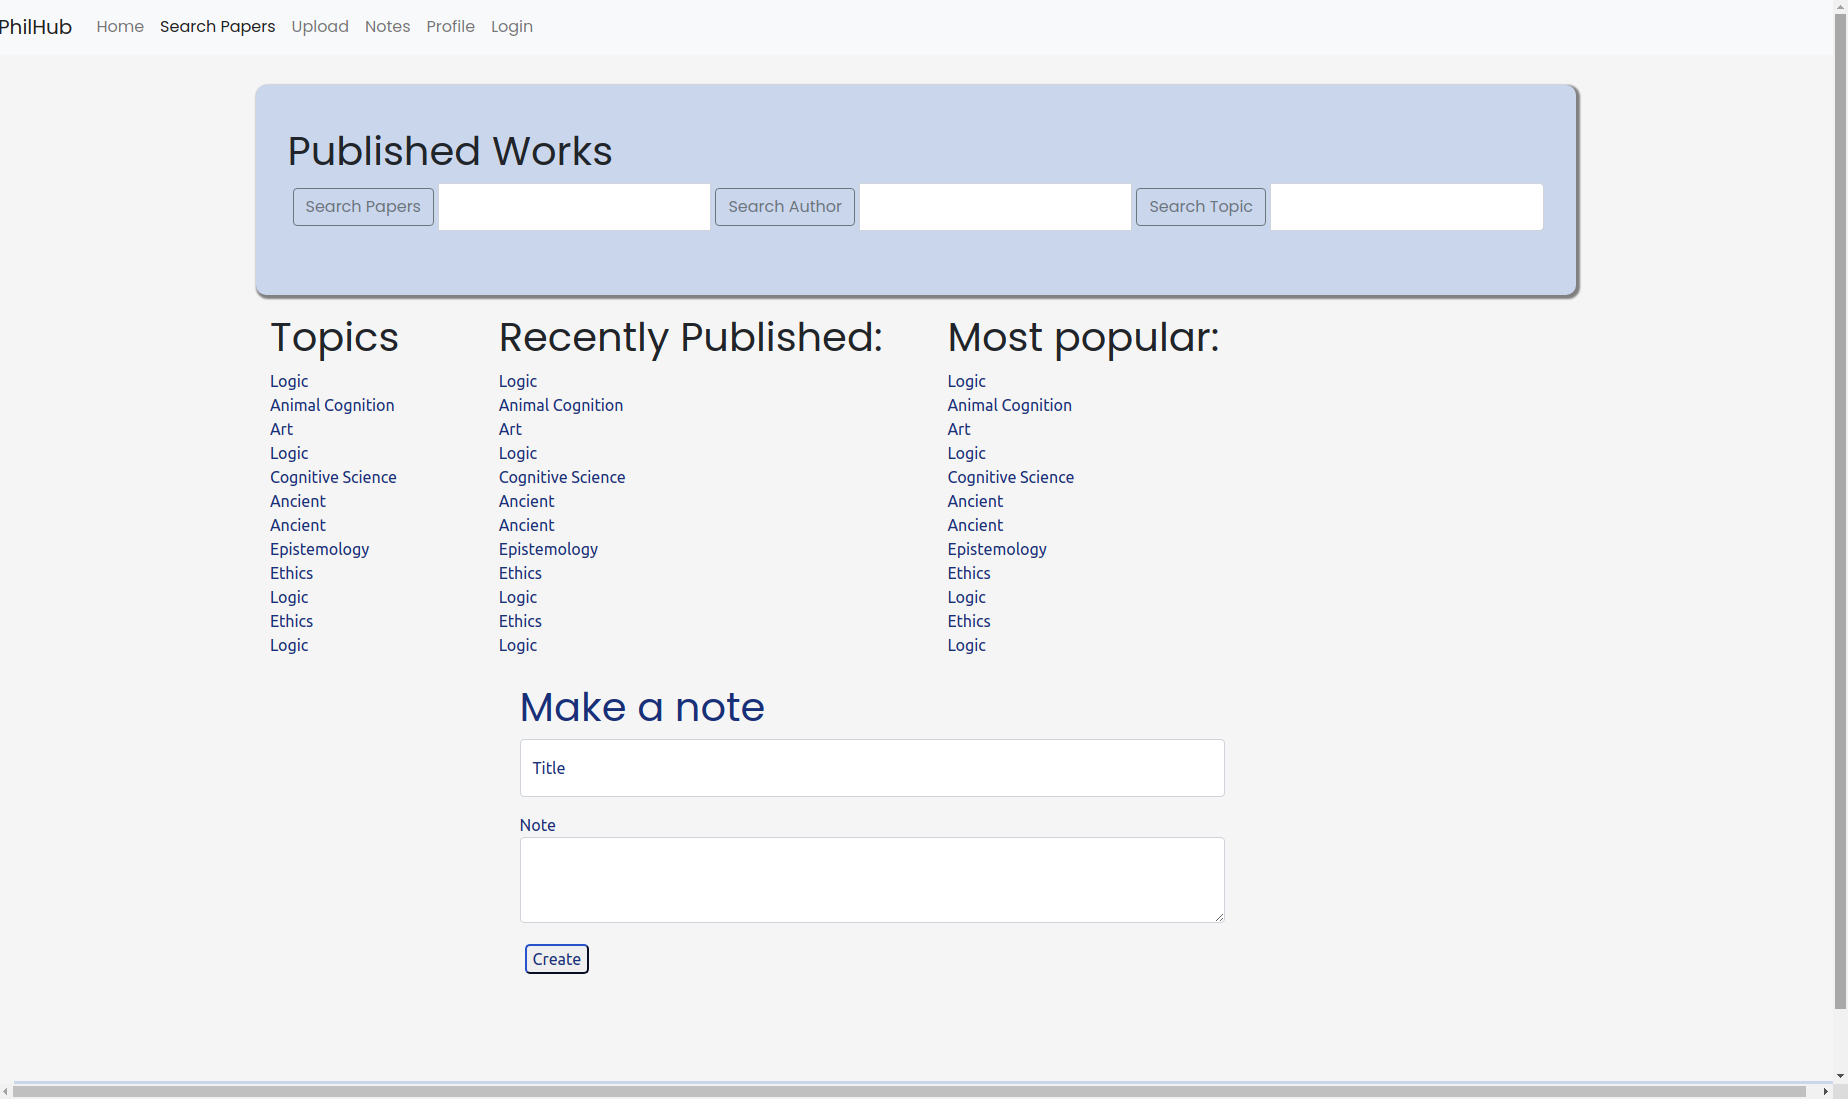 PhilHub Home Search Papers Upload Notes Profile Login
Published Works
Search Papers Search Author Search Topic
Topics
Logic
Animal Cognition
Art
Logic
Cognitive Science
Ancient
Ancient
Epistemology
Ethics
Logic
Ethics
Logic
Recently Published:
Logic
Animal Cognition
Art
Logic
Cognitive Science
Ancient
Ancient
Epistemology
Ethics
Logic
Ethics
Logic
Most popular:
Logic
Animal Cognition
Art
Logic
Cognitive Science
Ancient
Ancient
Epistemology
Ethics
Logic
Ethics
Logic
Make a note
Title
Note
Create